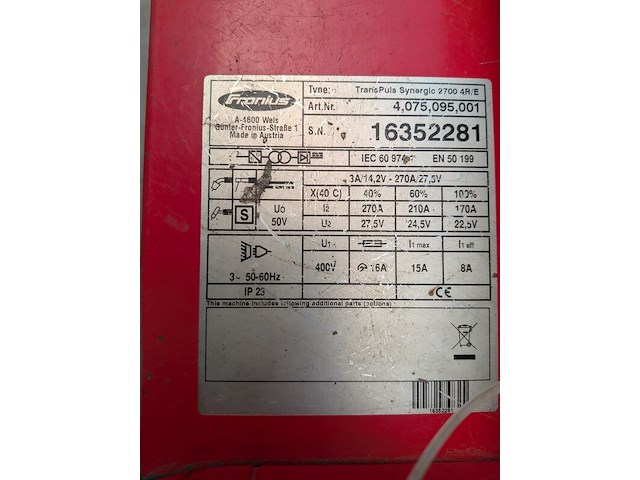 Fronius
A-4600 Wels
Günter-Fronius-Straße 1
Made in Austria
Type: TransPuls Synergic 2700 4R/E
Art.Nr. 4,075,095,001
S.N. 16352281
IEC 60 974 EN 50 199
3A/14,2V - 270A/27,5V
X(40 C) 40% 60% 100%
S Uo 50V
I2 270A 210A 170A
U2 27,5V 24,5V 22,5V
U1 I1 max I1 eff
400V 16A 15A 8A
3~ 50-60Hz
IP 23 CE
This machine includes following additional parts (options)
16352281